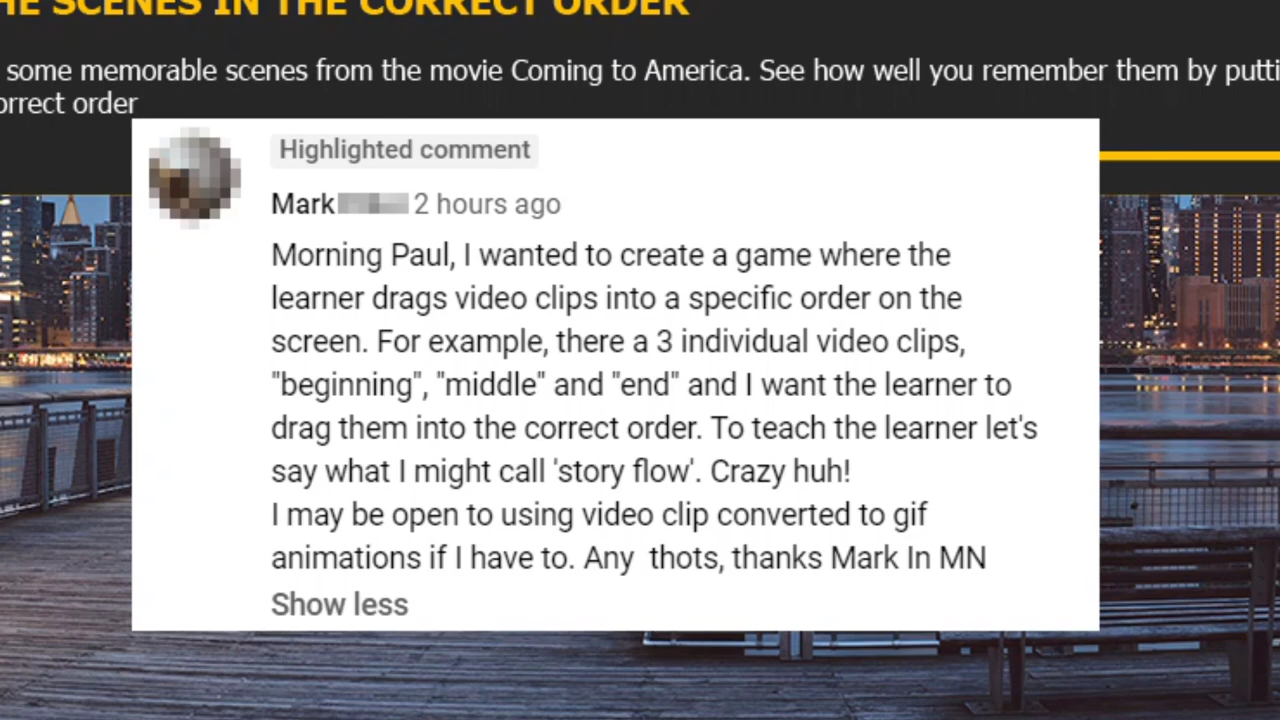 HE SCENES IN THE CORRECT ORDER
some memorable scenes from the movie Coming to America. See how well you remember them by putti
orrect order
Highlighted comment
Mark 2 hours ago
Morning Paul, I wanted to create a game where the
learner drags video clips into a specific order on the
screen. For example, there a 3 individual video clips,
"beginning", "middle" and "end" and I want the learner to
drag them into the correct order. To teach the learner let's
say what I might call 'story flow'. Crazy huh!
I may be open to using video clip converted to gif
animations if I have to. Any  thots, thanks Mark In MN
Show less